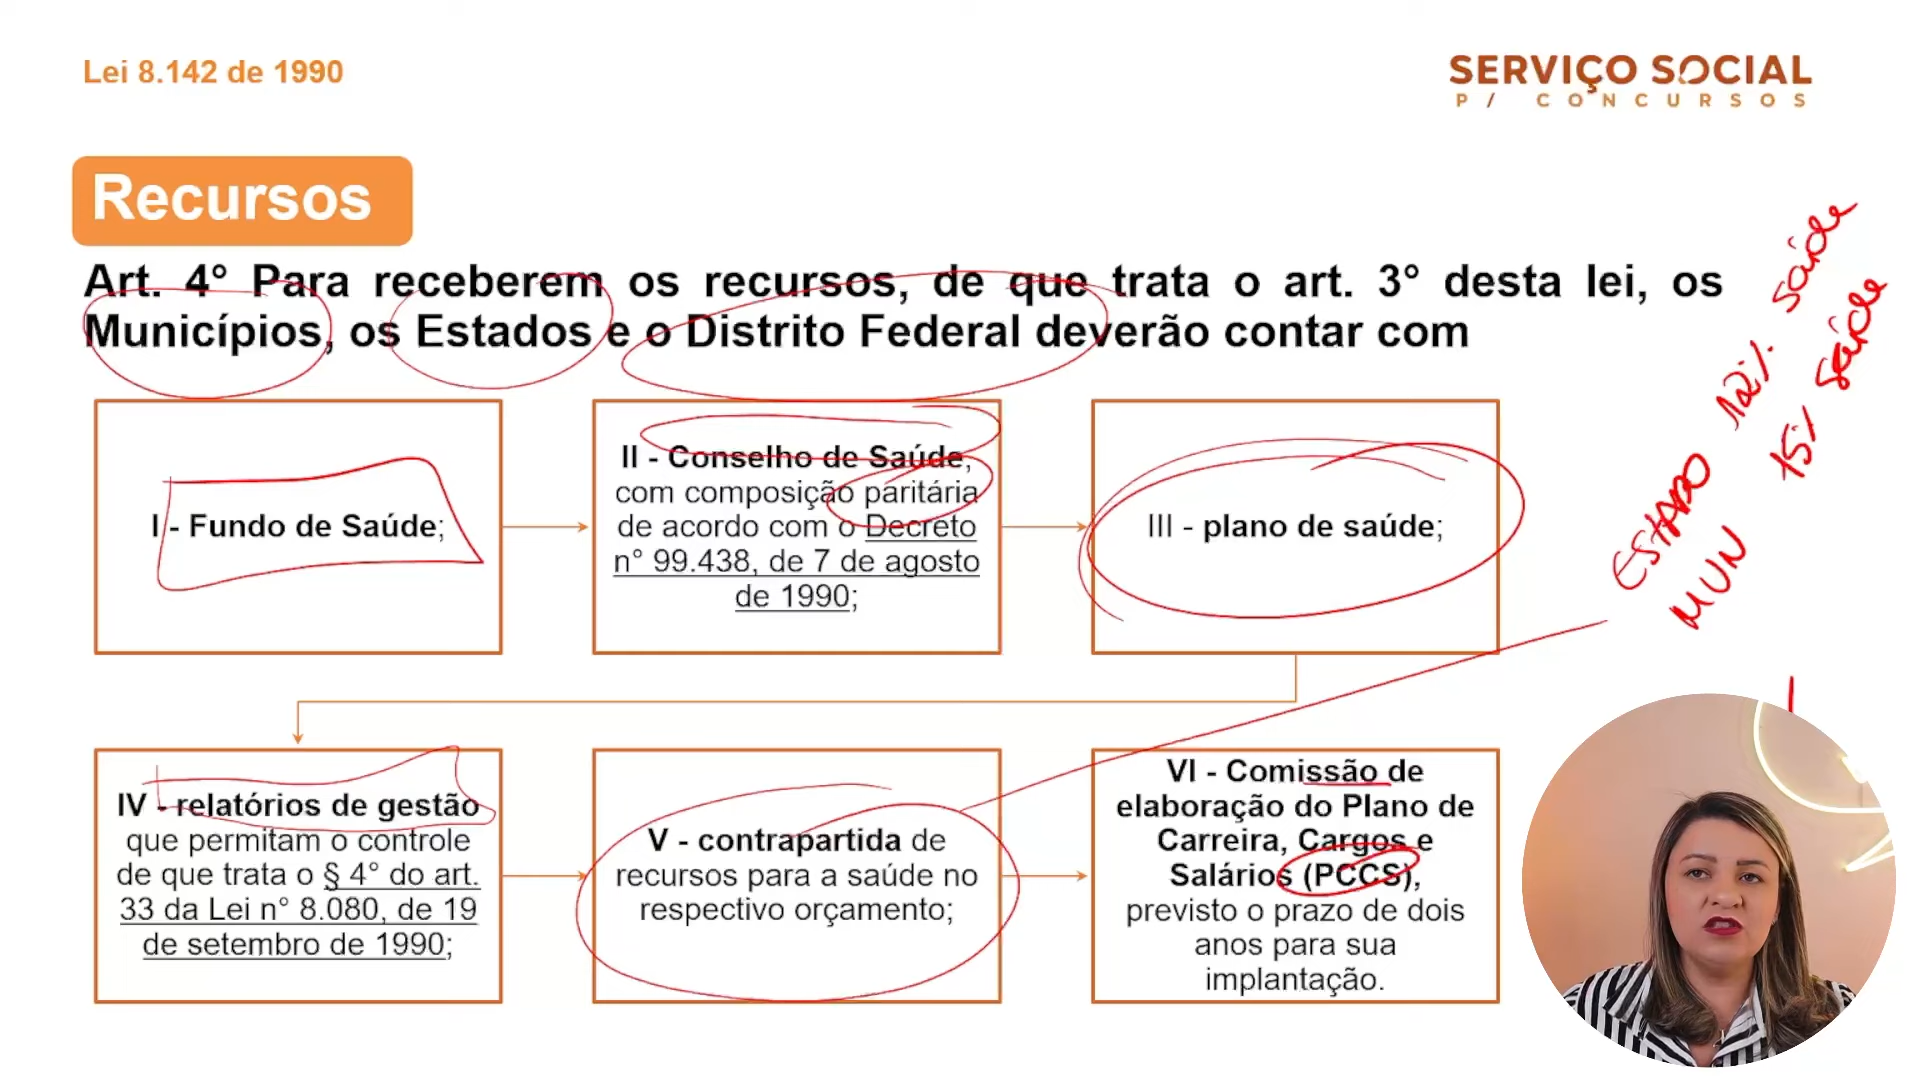 Lei 8.142 de 1990
SERVIÇO SOCIAL
P/ CONCURSOS
Recursos
Art. 4° Para receberem os recursos, de que trata o art. 3° desta lei, os
Municípios, os Estados e o Distrito Federal deverão contar com
I - Fundo de Saúde;
II - Conselho de Saúde,
com composição paritária
de acordo com o Decreto
n° 99.438, de 7 de agosto
de 1990;
III - plano de saúde;
IV - relatórios de gestão
que permitam o controle
de que trata o § 4° do art.
33 da Lei n° 8.080, de 19
de setembro de 1990;
V - contrapartida de
recursos para a saúde no
respectivo orçamento;
VI - Comissão de
elaboração do Plano de
Carreira, Cargos e
Salários (PCCS),
previsto o prazo de dois
anos para sua
implantação.
ESTADO 12% saúde
MUN 15% saúde